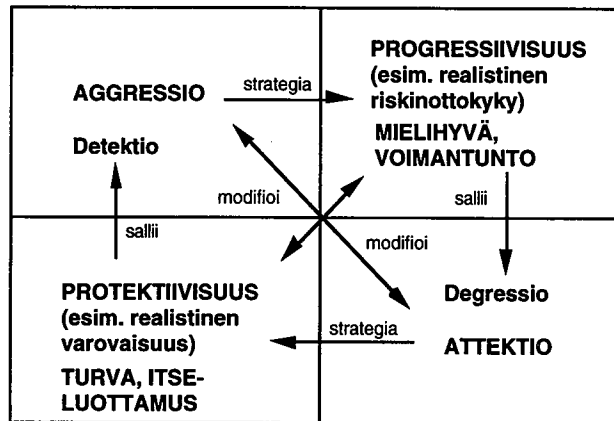 AGGRESSIO
Detektio
strategia
PROGRESSIIVISUUS
(esim. realistinen
riskinottokyky)
MIELIHYVÄ,
VOIMANTUNTO
modifioi
sallii
sallii
modifioi
PROTEKTIIVISUUS
(esim. realistinen
varovaisuus)
TURVA, ITSE-
LUOTTAMUS
strategia
Degressio
ATTEKTIO